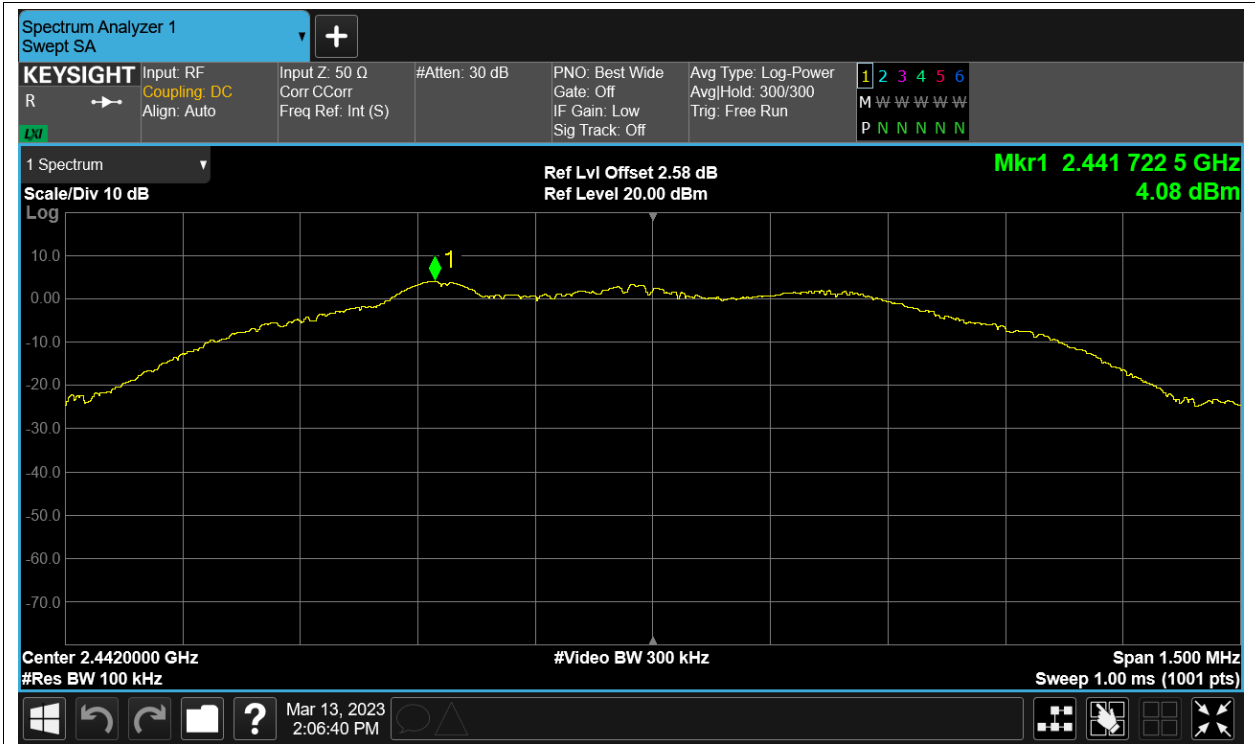 Spectrum Analyzer 1
Swept SA
KEYSIGHT
R
LXI
Input: RF
Coupling: DC
Align: Auto
Input Z: 50 Ω
Corr CCorr
Freq Ref: Int (S)
#Atten: 30 dB
PNO: Best Wide
Gate: Off
IF Gain: Low
Sig Track: Off
Avg Type: Log-Power
Avg|Hold: 300/300
Trig: Free Run
1 2 3 4 5 6
M W W W W W
P N N N N N
1 Spectrum
Scale/Div 10 dB
Log
Ref Lvl Offset 2.58 dB
Ref Level 20.00 dBm
Mkr1 2.441 722 5 GHz
4.08 dBm
1
10.0
0.00
-10.0
-20.0
-30.0
-40.0
-50.0
-60.0
-70.0
Center 2.4420000 GHz
#Res BW 100 kHz
#Video BW 300 kHz
Span 1.500 MHz
Sweep 1.00 ms (1001 pts)
?
Mar 13, 2023
2:06:40 PM